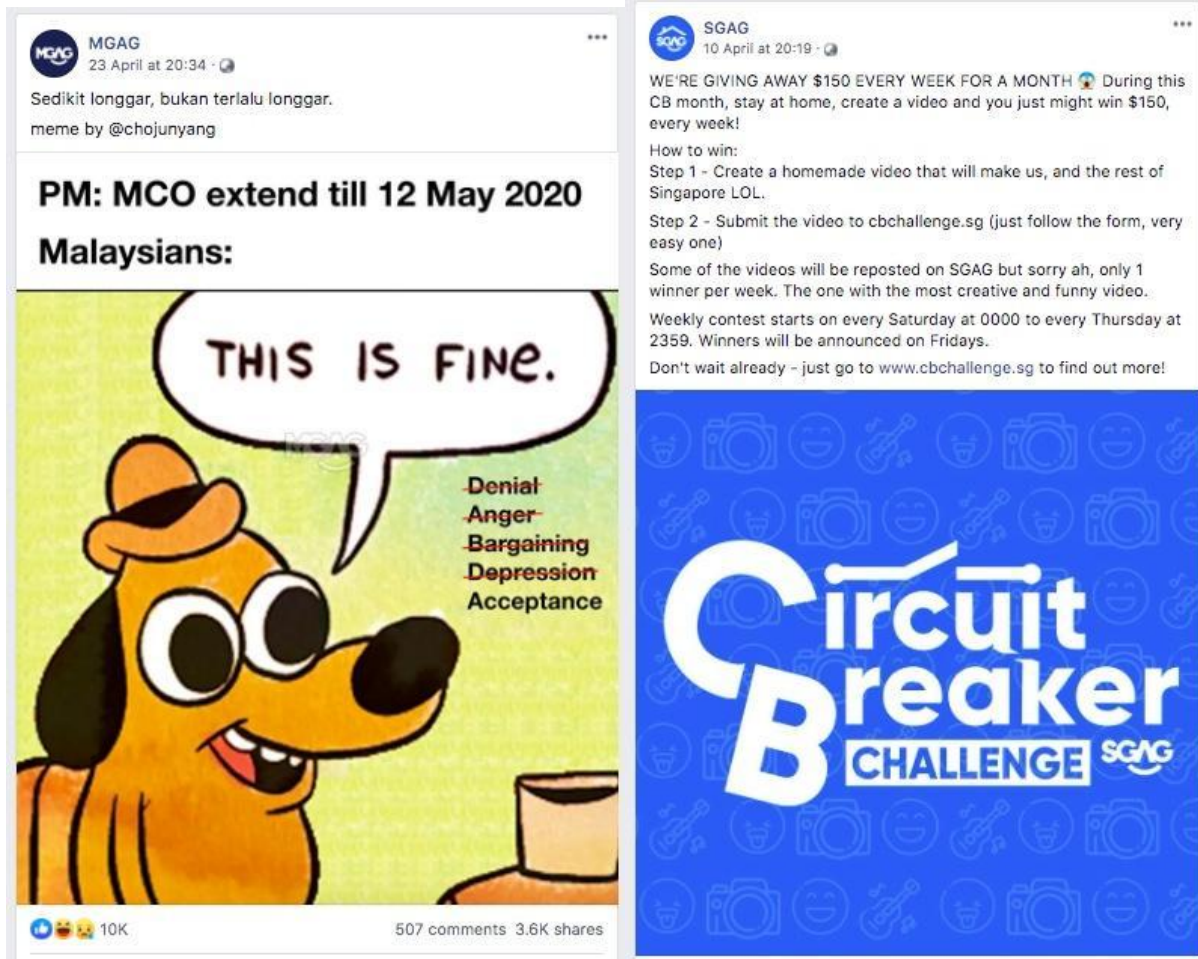 MGAG
MGAG
23 April at 20:34 ·
Sedikit longgar, bukan terlalu longgar.
meme by @chojunyang
PM: MCO extend till 12 May 2020
Malaysians:
THIS IS FINE.
MGAG
Denial
Anger
Bargaining
Depression
Acceptance
10K
507 comments 3.6K shares
SGAG
SGAG
10 April at 20:19 ·
WE'RE GIVING AWAY $150 EVERY WEEK FOR A MONTH 😱 During this
CB month, stay at home, create a video and you just might win $150,
every week!
How to win:
Step 1 - Create a homemade video that will make us, and the rest of
Singapore LOL.
Step 2 - Submit the video to cbchallenge.sg (just follow the form, very
easy one)
Some of the videos will be reposted on SGAG but sorry ah, only 1
winner per week. The one with the most creative and funny video.
Weekly contest starts on every Saturday at 0000 to every Thursday at
2359. Winners will be announced on Fridays.
Don't wait already - just go to www.cbchallenge.sg to find out more!
Circuit
Breaker
CHALLENGE SGAG